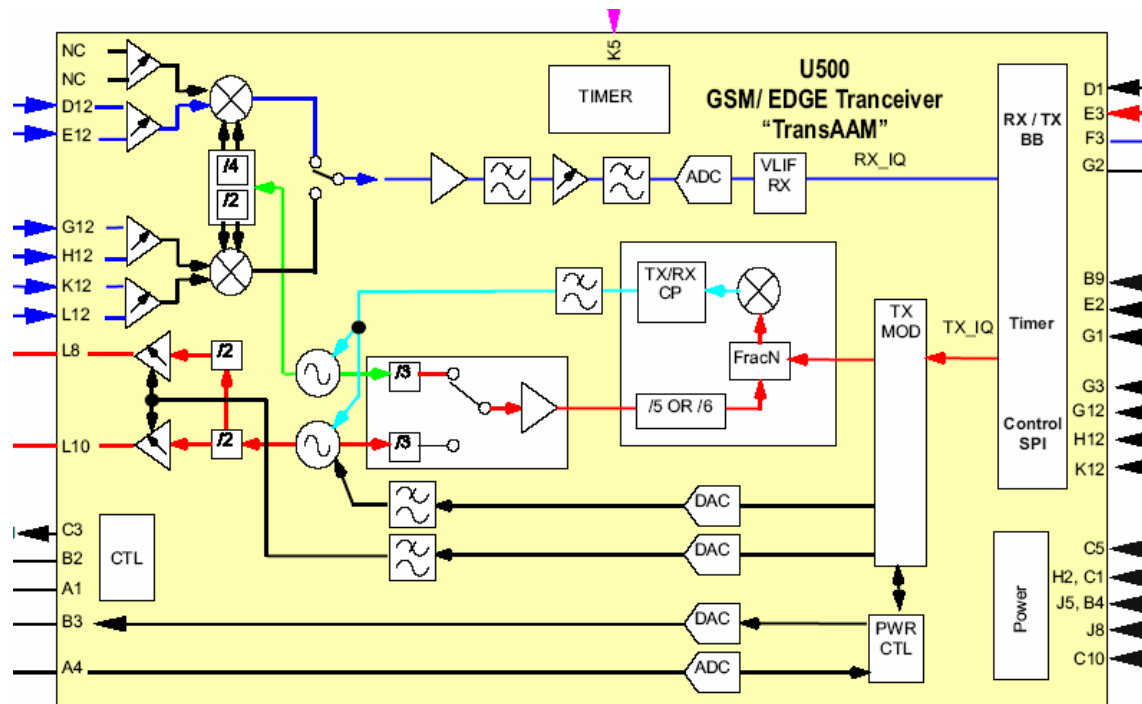 NC
NC
D12
E12
G12
H12
K12
L12
L8
L10
C3
B2
A1
B3
A4
CTL
/4
/2
/2
/2
K5
TIMER
U500
GSM/ EDGE Tranceiver
“TransAAM”
ADC
VLIF
RX
RX_IQ
RX / TX
BB
Timer
Control
SPI
TX/RX
CP
FracN
/5 OR /6
/3
/3
TX
MOD
TX_IQ
DAC
DAC
DAC
ADC
PWR
CTL
Power
D1
E3
F3
G2
B9
E2
G1
G3
G12
H12
K12
C5
H2, C1
J5, B4
J8
C10